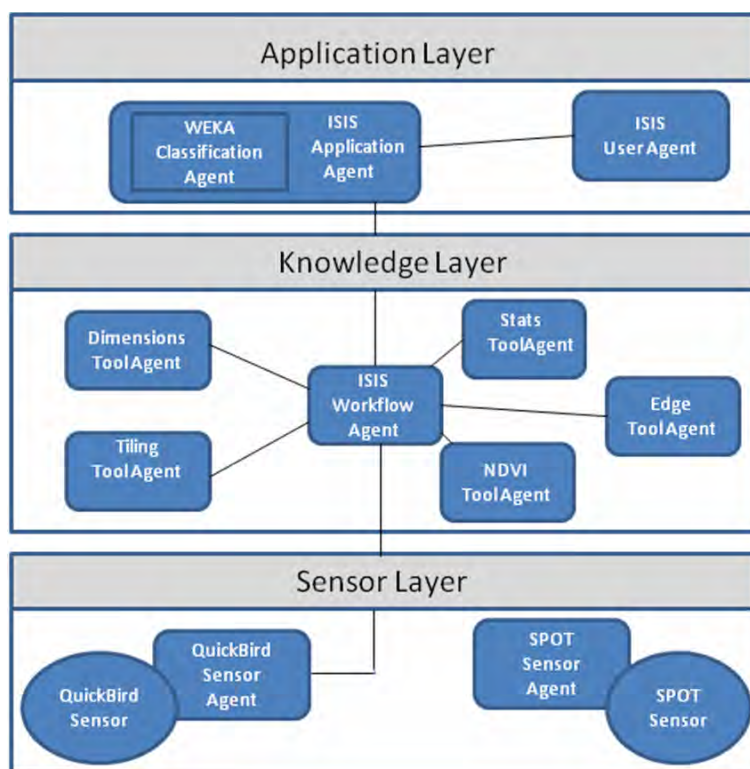 Application Layer
WEKA
Classification
Agent
ISIS
Application
Agent
ISIS
User Agent
Knowledge Layer
Dimensions
Tool Agent
Stats
Tool Agent
ISIS
Workflow
Agent
Edge
Tool Agent
Tiling
Tool Agent
NDVI
Tool Agent
Sensor Layer
QuickBird
Sensor
QuickBird
Sensor
Agent
SPOT
Sensor
Agent
SPOT
Sensor